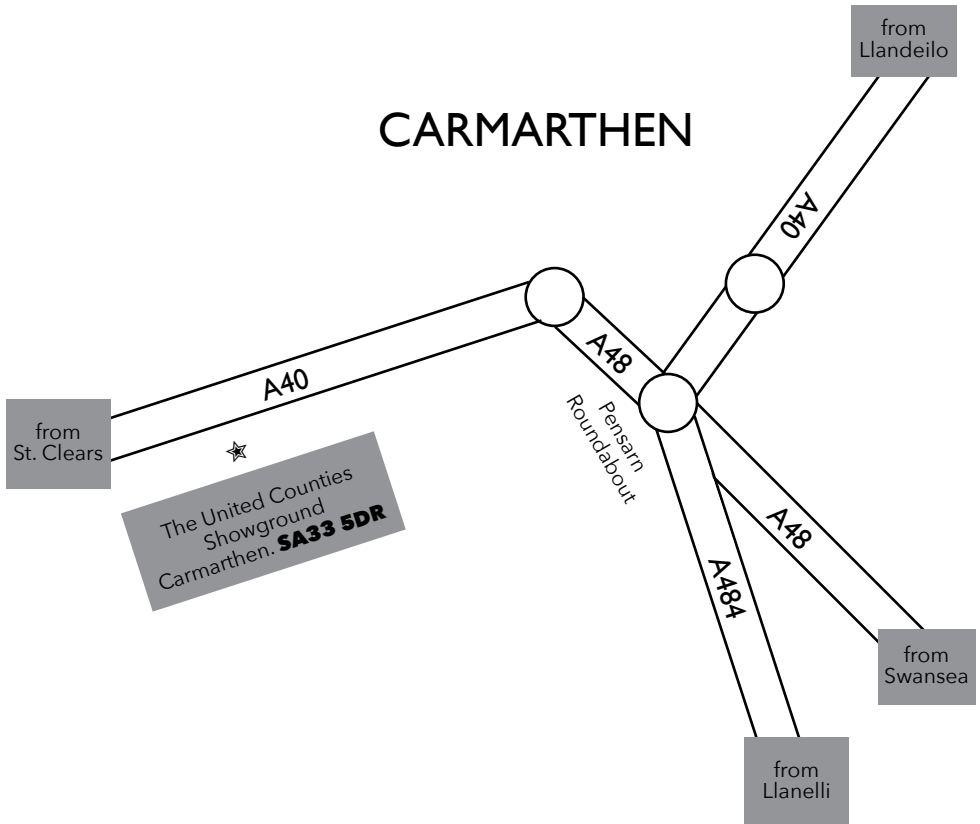 from
Llandeilo
CARMARTHEN
A40
A48
A40
Pensarn
Roundabout
from
St. Clears
The United Counties
Showground
Carmarthen. SA33 5DR
A48
A484
from
Swansea
from
Llanelli